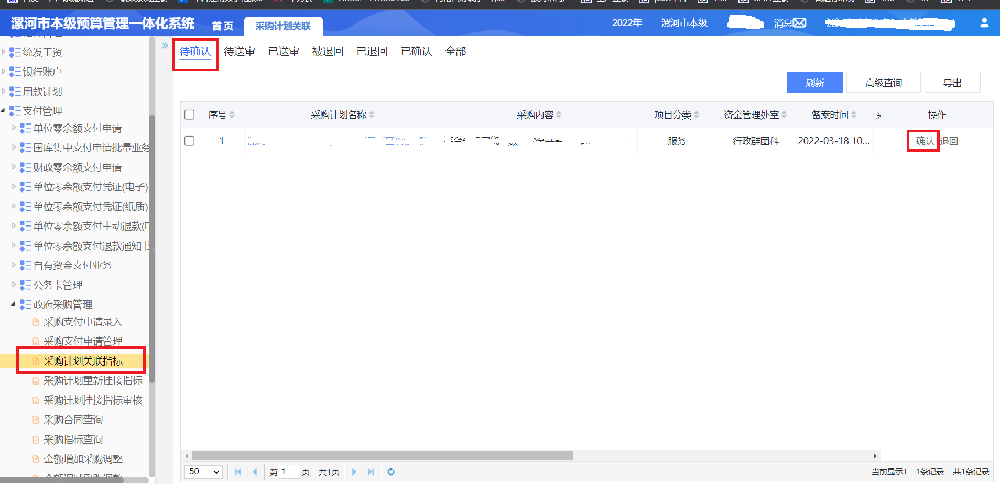 漯河市本级预算管理一体化系统
首页
采购计划关联
2022年
漯河市本级
消息
统发工资
银行账户
用款计划
支付管理
单位零余额支付申请
国库集中支付申请批量业务
财政零余额支付申请
单位零余额支付凭证(电子)
单位零余额支付凭证(纸质)
单位零余额支付主动退款(
单位零余额支付退款通知书
自有资金支付业务
公务卡管理
政府采购管理
采购支付申请录入
采购支付申请管理
采购计划关联指标
采购计划重新挂接指标
采购计划挂接指标审核
采购合同查询
采购指标查询
金额增加采购调整
待确认 待送审 已送审 被退回 已退回 已确认 全部
刷新 高级查询 导出
序号 采购计划名称 采购内容 项目分类 资金管理处室 备案时间 操作
1 服务 行政群团科 2022-03-18 10... 确认 退回
50 第 1 页 共1页
当前显示1 - 1条记录 共1条记录